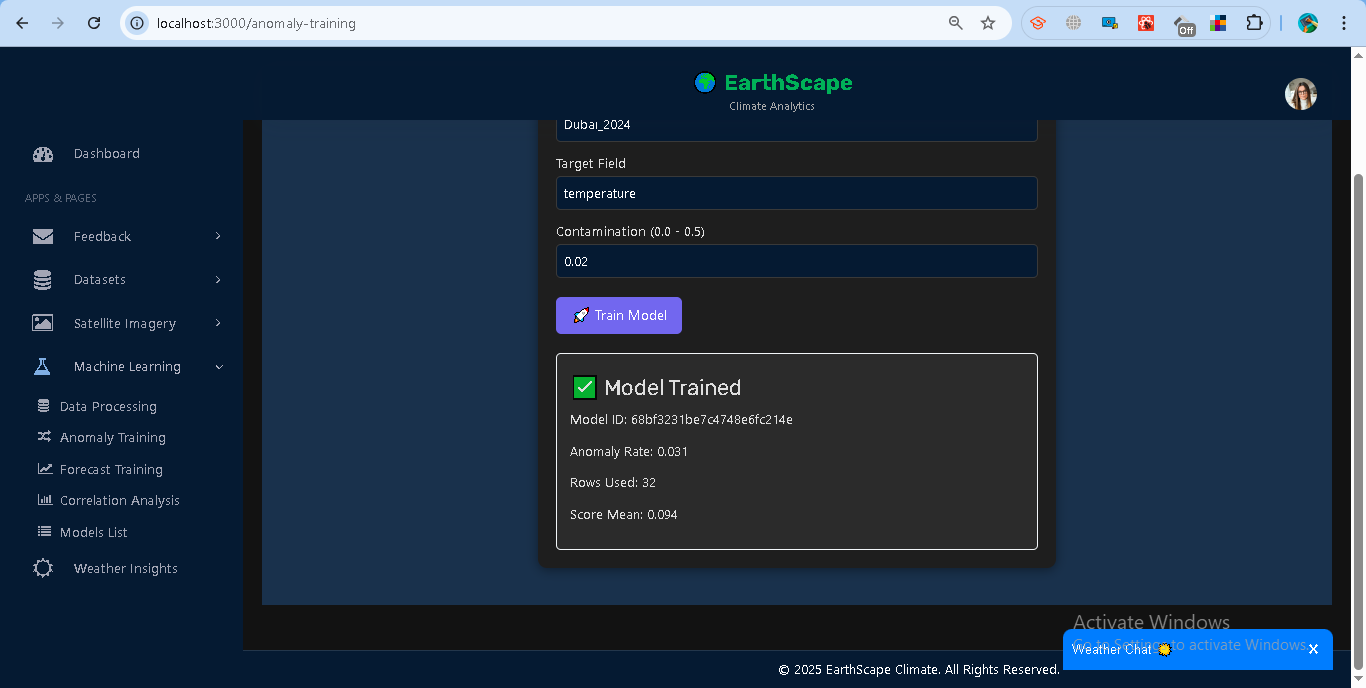 localhost:3000/anomaly-training
Off
EarthScape
Climate Analytics
Dashboard
APPS & PAGES
Feedback
Datasets
Satellite Imagery
Machine Learning
Data Processing
Anomaly Training
Forecast Training
Correlation Analysis
Models List
Weather Insights
Dubai_2024
Target Field
temperature
Contamination (0.0 - 0.5)
0.02
🚀 Train Model
✅ Model Trained
Model ID: 68bf3231be7c4748e6fc214e
Anomaly Rate: 0.031
Rows Used: 32
Score Mean: 0.094
Activate Windows
Go to Settings to activate Windows.
Weather Chat
© 2025 EarthScape Climate. All Rights Reserved.